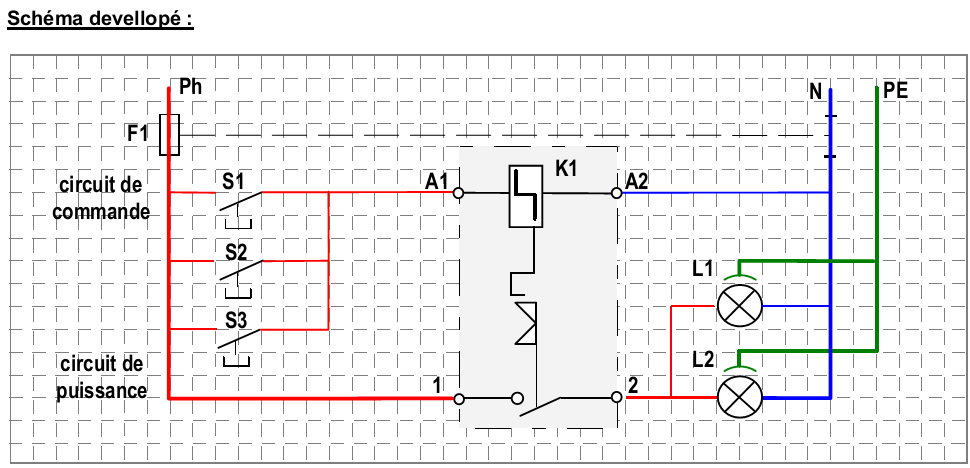 Schéma devellopé :
Ph
N
PE
F1
K1
circuit de
commande
S1
A1
A2
S2
L1
S3
circuit de
puissance
L2
1
2